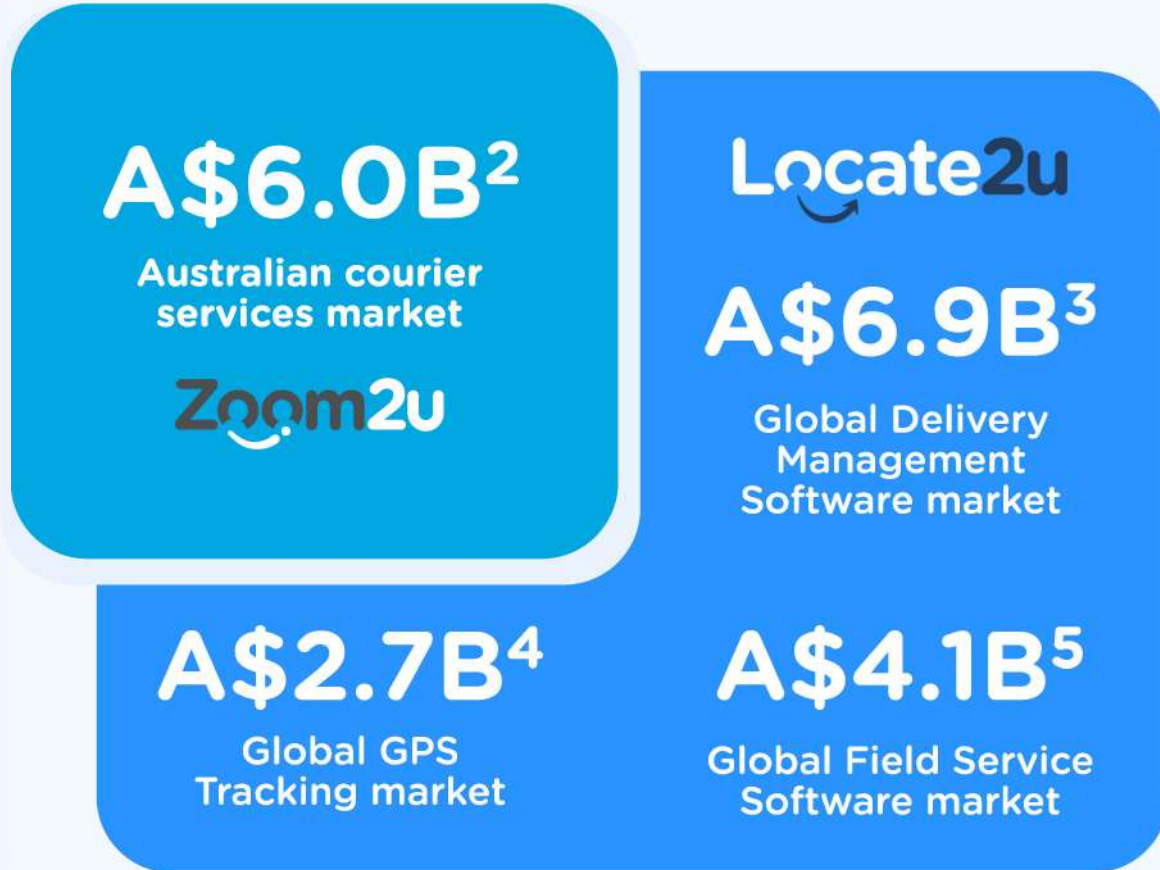 A$6.0B²
Australian courier
services market
Zoom2u
Locate2u
A$6.9B³
Global Delivery
Management
Software market
A$2.7B⁴
Global GPS
Tracking market
A$4.1B⁵
Global Field Service
Software market